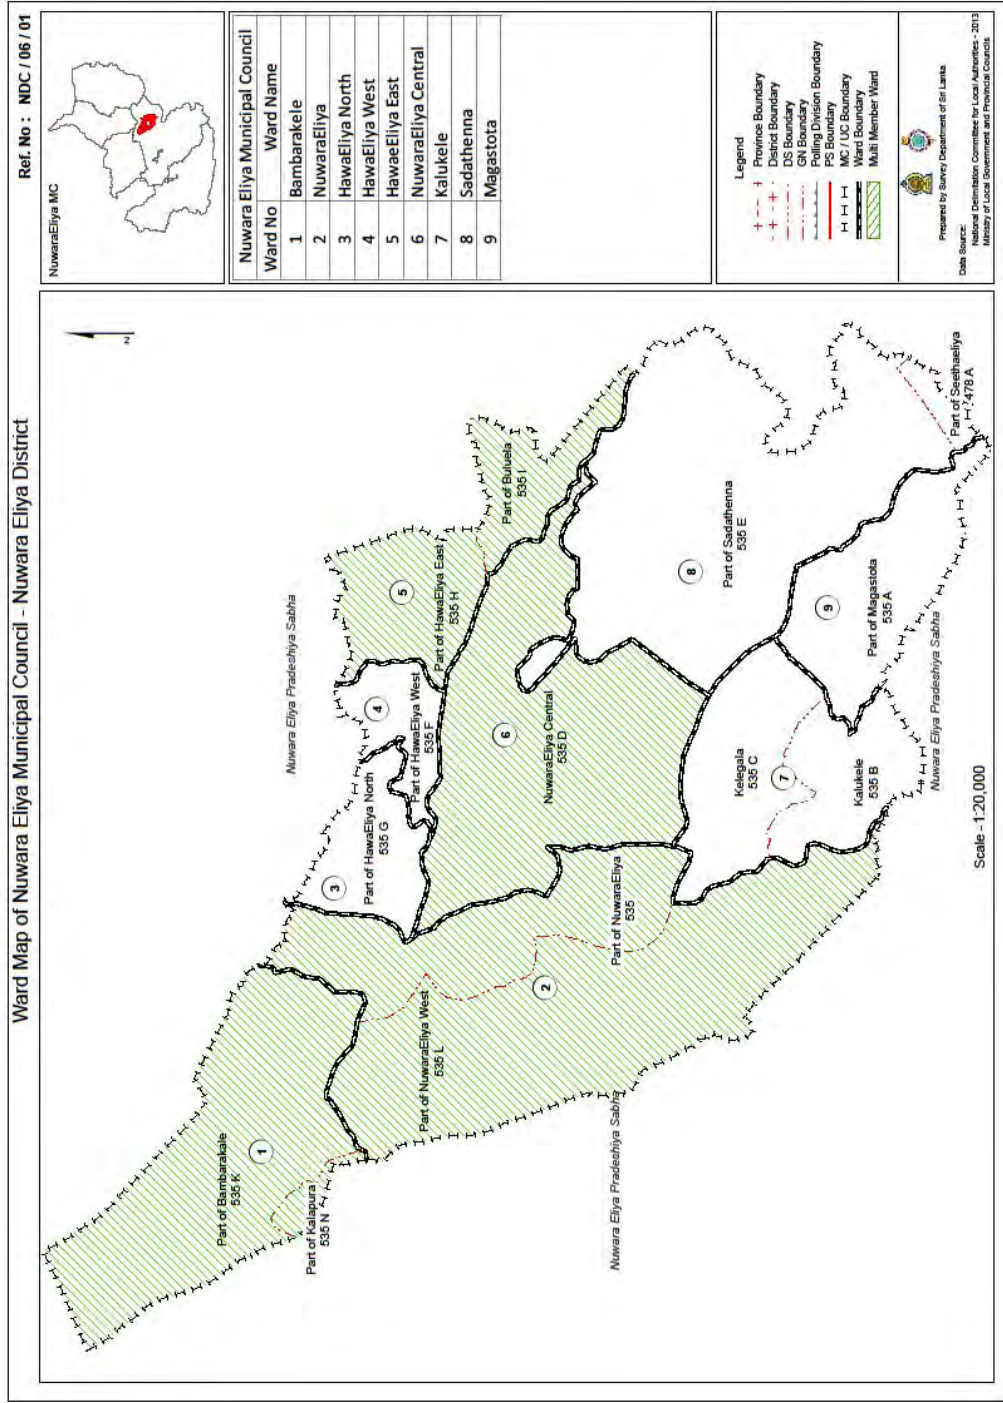 Ward Map of Nuwara Eliya Municipal Council - Nuwara Eliya District
Ref. No : NDC / 06 / 01
NuwaraEliya MC
Nuwara Eliya Municipal Council
Ward No Ward Name
1 Bambarakele
2 NuwaraEliya
3 HawaEliya North
4 HawaEliya West
5 HawaeEliya East
6 NuwaraEliya Central
7 Kalukele
8 Sadathenna
9 Magastota
Legend
Province Boundary
District Boundary
DS Boundary
GN Boundary
Polling Division Boundary
PS Boundary
MC / UC Boundary
Ward Boundary
Multi Member Ward
Prepared by Survey Department of Sri Lanka
Data Source:
National Delimitation Committee for Local Authorities - 2013
Ministry of Local Government and Provincial Councils
N
Part of Bambarakale
535 K
1
Part of Kalapura
535 N
Part of NuwaraEliya West
535 L
2
Part of NuwaraEliya
535
3
Part of HawaEliya North
535 G
4
Part of HawaEliya West
535 F
5
Part of HawaEliya East
535 H
Part of Buluela
535 I
6
NuwaraEliya Central
535 D
Kelegala
535 C
7
Kalukele
535 B
8
Part of Sadathenna
535 E
9
Part of Magastota
535 A
Part of Seethaeliya
478 A
Nuwara Eliya Pradeshiya Sabha
Nuwara Eliya Pradeshiya Sabha
Nuwara Eliya Pradeshiya Sabha
Scale - 1:20,000